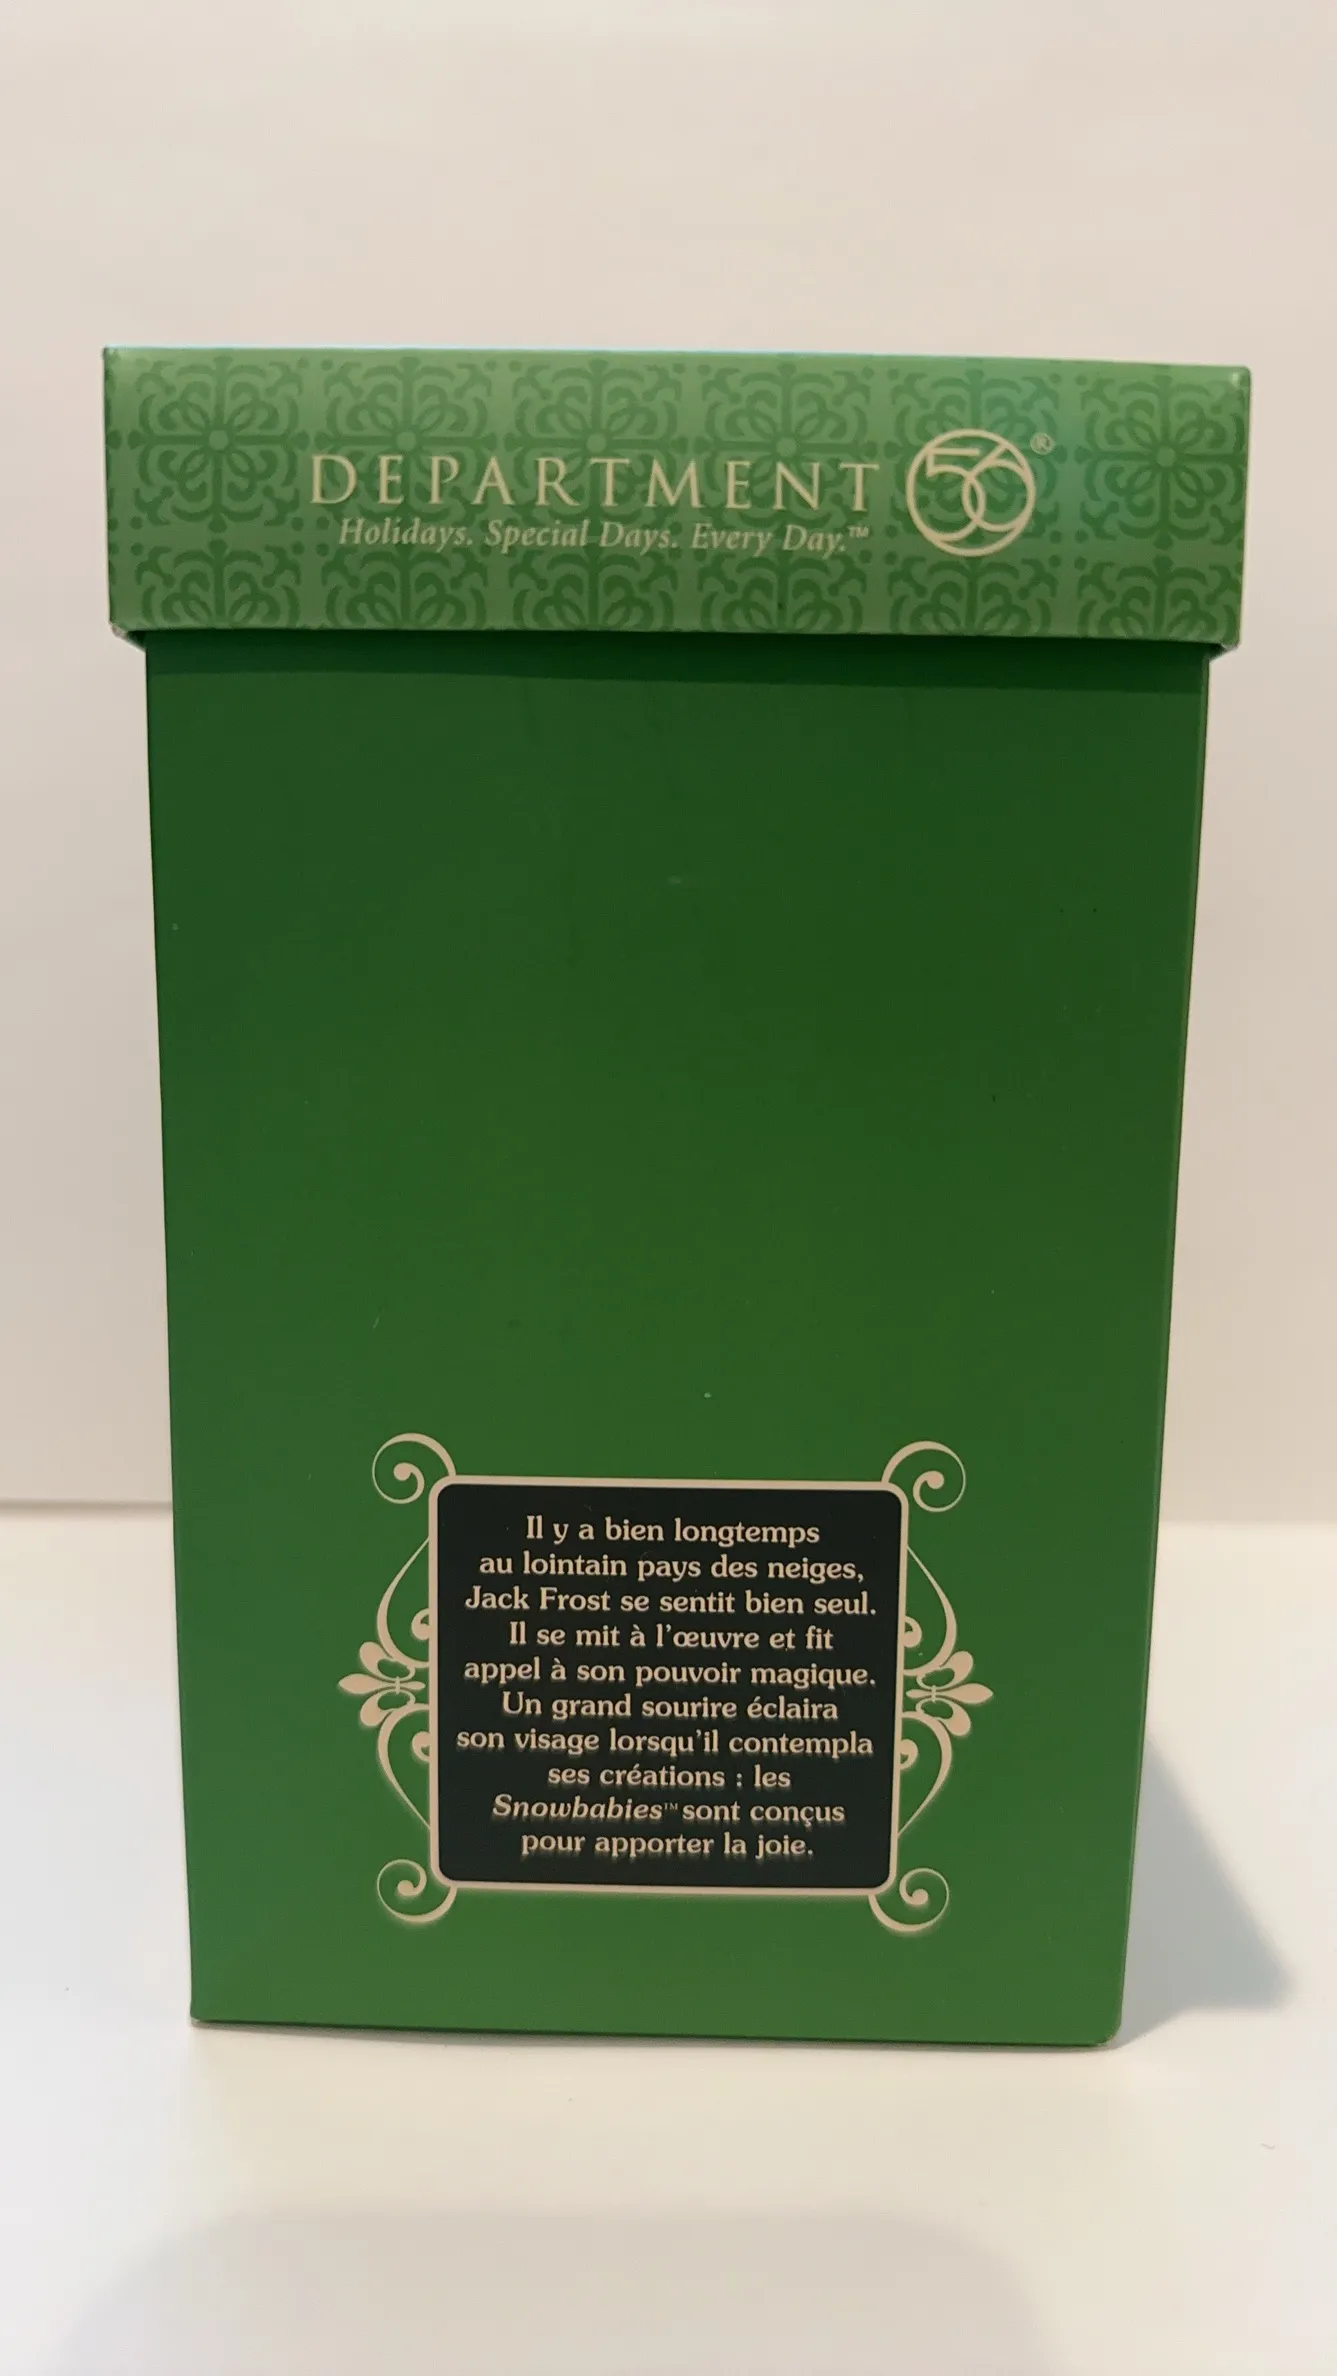 DEPARTMENT 56®
Holidays. Special Days. Every Day.™
Il y a bien longtemps
au lointain pays des neiges,
Jack Frost se sentit bien seul.
Il se mit à l'œuvre et fit
appel à son pouvoir magique.
Un grand sourire éclaira
son visage lorsqu'il contempla
ses créations : les
Snowbabies™ sont conçus
pour apporter la joie.